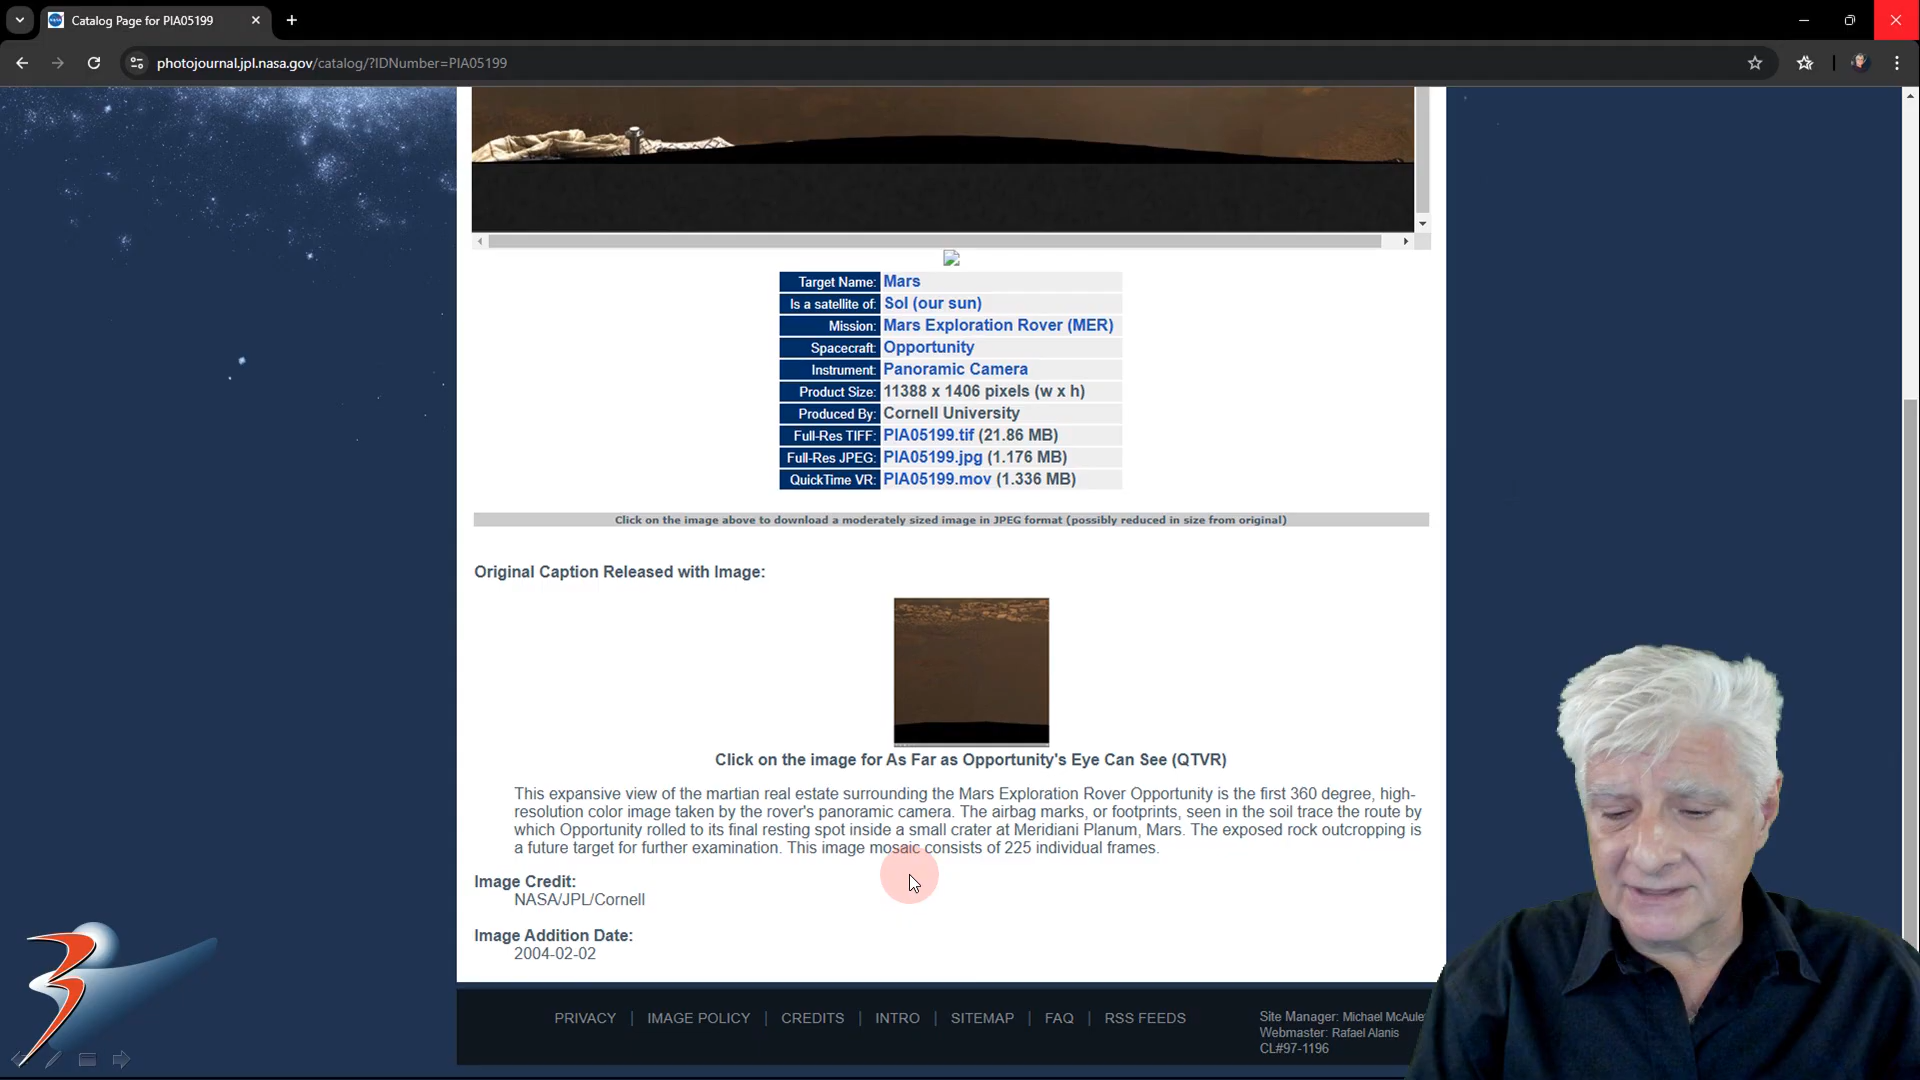 Catalog Page for PIA05199
photojournal.jpl.nasa.gov/catalog/?IDNumber=PIA05199
Target Name: Mars
Is a satellite of: Sol (our sun)
Mission: Mars Exploration Rover (MER)
Spacecraft: Opportunity
Instrument: Panoramic Camera
Product Size: 11388 x 1406 pixels (w x h)
Produced By: Cornell University
Full-Res TIFF: PIA05199.tif (21.86 MB)
Full-Res JPEG: PIA05199.jpg (1.176 MB)
QuickTime VR: PIA05199.mov (1.336 MB)
Click on the image above to download a moderately sized image in JPEG format (possibly reduced in size from original)
Original Caption Released with Image:
Click on the image for As Far as Opportunity's Eye Can See (QTVR)
This expansive view of the martian real estate surrounding the Mars Exploration Rover Opportunity is the first 360 degree, high-
resolution color image taken by the rover's panoramic camera. The airbag marks, or footprints, seen in the soil trace the route by
which Opportunity rolled to its final resting spot inside a small crater at Meridiani Planum, Mars. The exposed rock outcropping is
a future target for further examination. This image mosaic consists of 225 individual frames.
Image Credit:
NASA/JPL/Cornell
Image Addition Date:
2004-02-02
PRIVACY | IMAGE POLICY | CREDITS | INTRO | SITEMAP | FAQ | RSS FEEDS
Site Manager: Michael McAule
Webmaster: Rafael Alanis
CL#97-1196